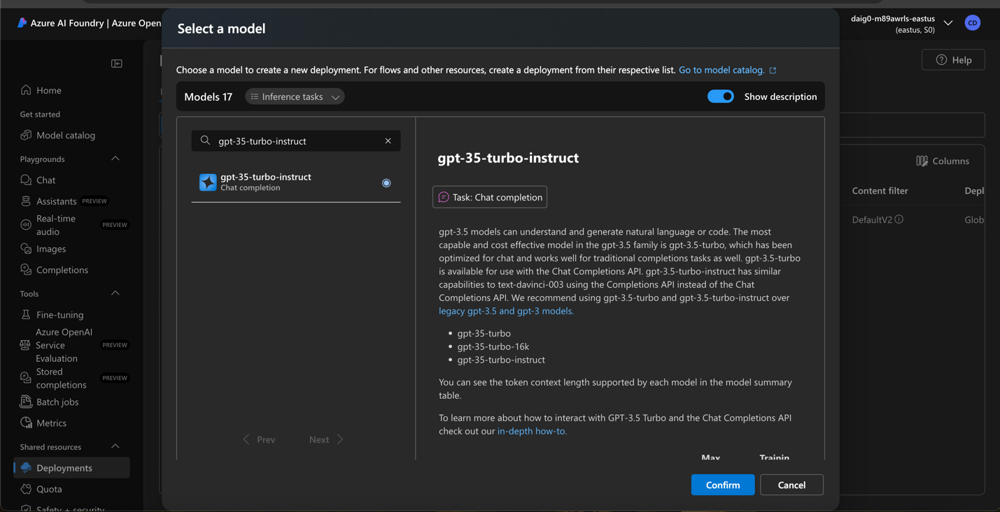 Azure AI Foundry | Azure Open
Select a model
daig0-m89awrls-eastus
(eastus, S0)
CD
Choose a model to create a new deployment. For flows and other resources, create a deployment from their respective list. Go to model catalog.
Help
Models 17
Inference tasks
Show description
Home
Get started
Model catalog
Playgrounds
Chat
Assistants PREVIEW
Real-time
audio
PREVIEW
Images
Completions
Tools
Fine-tuning
Azure OpenAI
Service
Evaluation
PREVIEW
Stored
completions
PREVIEW
Batch jobs
Metrics
Shared resources
Deployments
Quota
Safety + security
gpt-35-turbo-instruct
gpt-35-turbo-instruct
Chat completion
Prev
Next
gpt-35-turbo-instruct
Task: Chat completion
gpt-3.5 models can understand and generate natural language or code. The most
capable and cost effective model in the gpt-3.5 family is gpt-3.5-turbo, which has been
optimized for chat and works well for traditional completions tasks as well. gpt-3.5-turbo
is available for use with the Chat Completions API. gpt-3.5-turbo-instruct has similar
capabilities to text-davinci-003 using the Completions API instead of the Chat
Completions API. We recommend using gpt-3.5-turbo and gpt-3.5-turbo-instruct over
legacy gpt-3.5 and gpt-3 models.
• gpt-35-turbo
• gpt-35-turbo-16k
• gpt-35-turbo-instruct
You can see the token context length supported by each model in the model summary
table.
To learn more about how to interact with GPT-3.5 Turbo and the Chat Completions API
check out our in-depth how-to.
Max Trainin
Confirm
Cancel
Columns
Content filter
Depl
DefaultV2
Glob